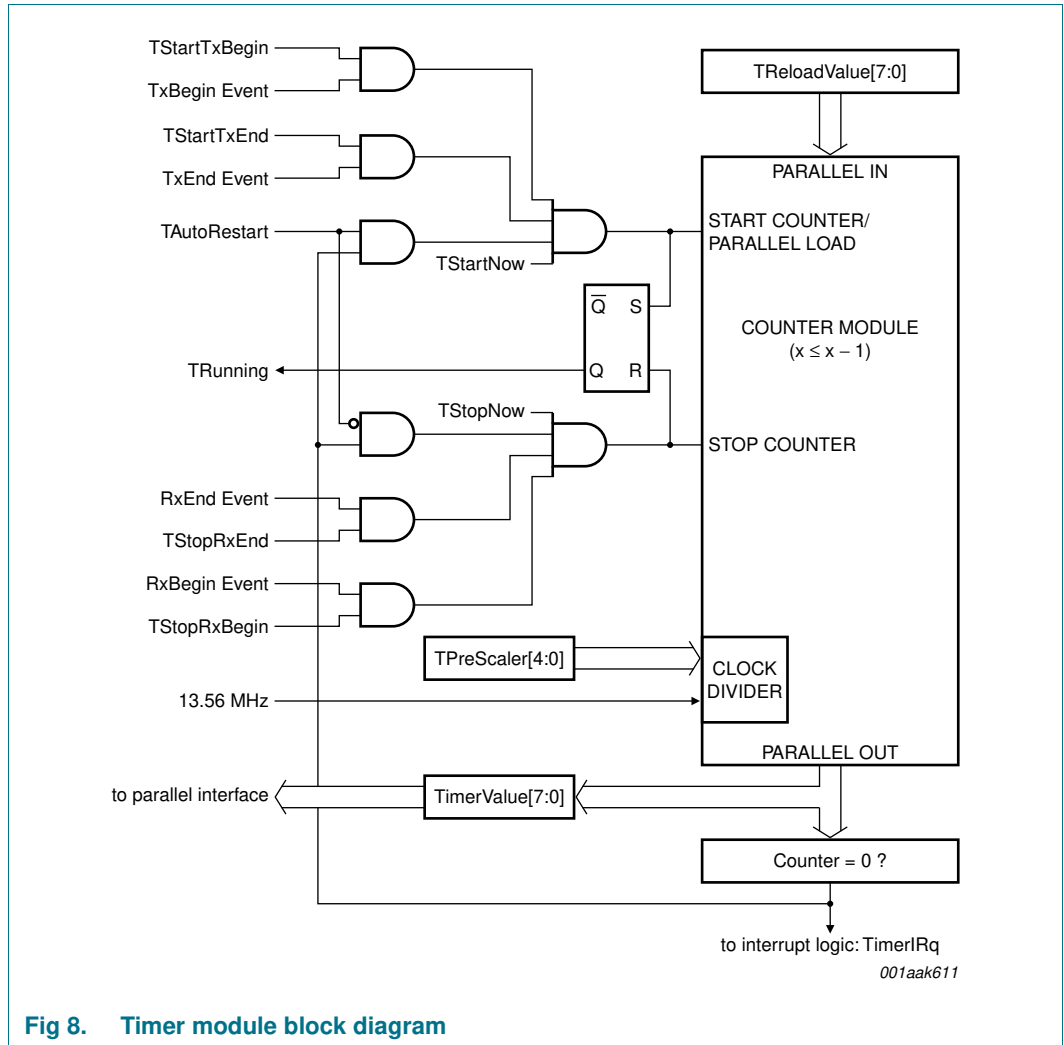 TStartTxBegin
TxBegin Event
TStartTxEnd
TxEnd Event
TAutoRestart
TStartNow
TReloadValue[7:0]
PARALLEL IN
START COUNTER/
PARALLEL LOAD
Q S
COUNTER MODULE
(x ≤ x − 1)
TRunning
Q R
TStopNow
STOP COUNTER
RxEnd Event
TStopRxEnd
RxBegin Event
TStopRxBegin
TPreScaler[4:0]
CLOCK
DIVIDER
13.56 MHz
PARALLEL OUT
to parallel interface
TimerValue[7:0]
Counter = 0 ?
to interrupt logic: TimerIRq
001aak611
Fig 8. Timer module block diagram